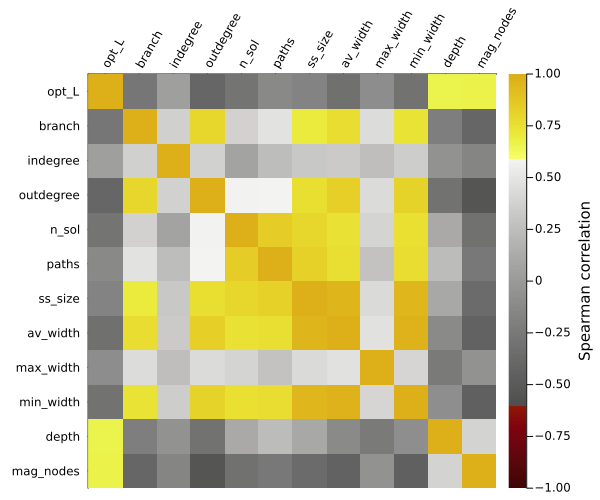 opt_L branch indegree outdegree n_sol paths ss_size av_width max_width min_width depth mag_nodes
opt_L
branch
indegree
outdegree
n_sol
paths
ss_size
av_width
max_width
min_width
depth
mag_nodes
1.00
0.75
0.50
0.25
0
−0.25
−0.50
−0.75
−1.00
Spearman correlation